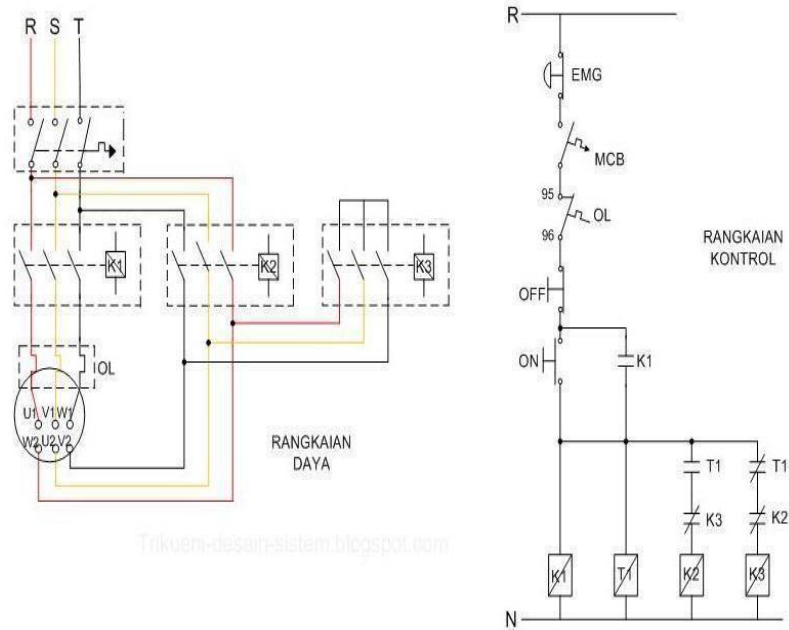 R S T
K1
K2
K3
OL
U1 V1 W1
W2 U2 V2
RANGKAIAN
DAYA
Trikueni-desain-sistem.blogspot.com
R
EMG
MCB
95
OL
96
RANGKAIAN
KONTROL
OFF
ON
K1
T1
T1
K3
K2
K1
T1
K2
K3
N